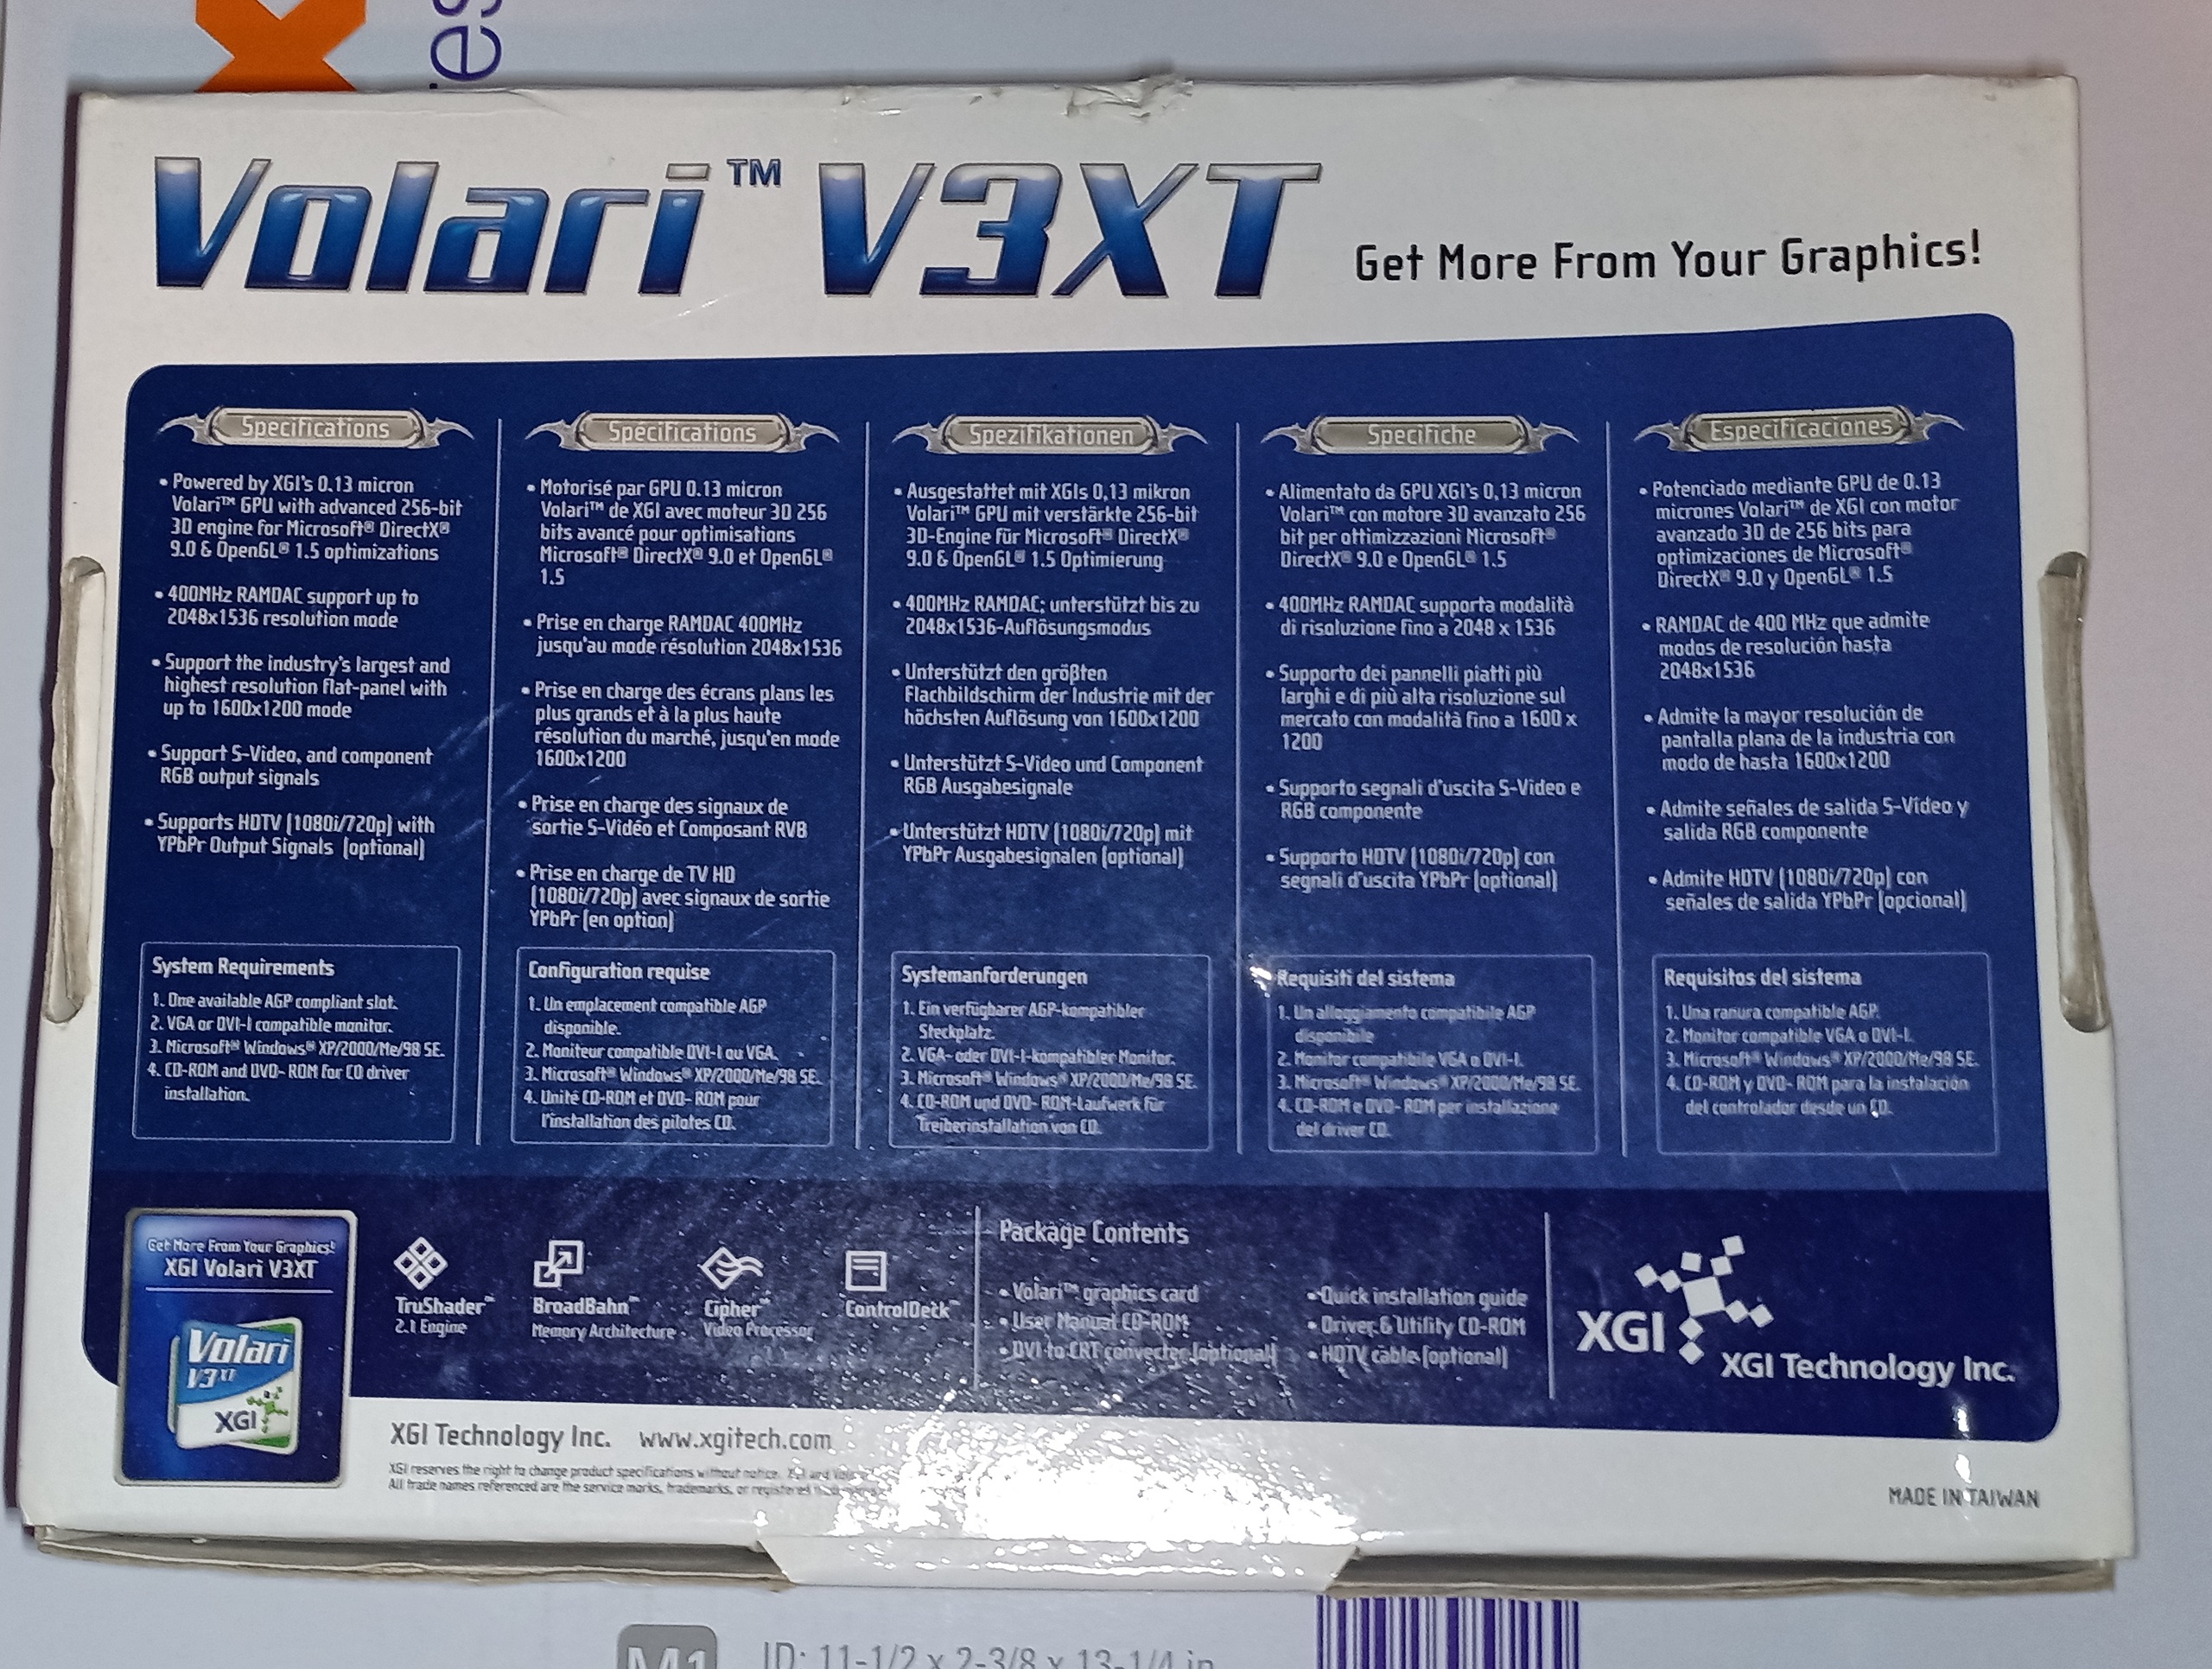 es
Volari™ V3XT
Get More From Your Graphics!
Specifications
• Powered by XGI's 0.13 micron
Volari™ GPU with advanced 256-bit
3D engine for Microsoft® DirectX®
9.0 & OpenGL® 1.5 optimizations
• 400MHz RAMDAC support up to
2048x1536 resolution mode
• Support the industry's largest and
highest resolution flat-panel with
up to 1600x1200 mode
• Support S-Video, and component
RGB output signals
• Supports HDTV (1080i/720p) with
YPbPr Output Signals (optional)
System Requirements
1. One available AGP compliant slot.
2. VGA or DVI-I compatible monitor.
3. Microsoft® Windows® XP/2000/Me/98 SE.
4. CD-ROM and DVD- ROM for CD driver
installation.
Spécifications
• Motorisé par GPU 0.13 micron
Volari™ de XGI avec moteur 3D 256
bits avancé pour optimisations
Microsoft® DirectX® 9.0 et OpenGL®
1.5
• Prise en charge RAMDAC 400MHz
jusqu'au mode résolution 2048x1536
• Prise en charge des écrans plans les
plus grands et à la plus haute
résolution du marché, jusqu'en mode
1600x1200
• Prise en charge des signaux de
sortie S-Vidéo et Composant RVB
• Prise en charge de TV HD
(1080i/720p) avec signaux de sortie
YPbPr (en option)
Configuration requise
1. Un emplacement compatible AGP
disponible.
2. Moniteur compatible DVI-I ou VGA.
3. Microsoft® Windows® XP/2000/Me/98 SE.
4. Unité CD-ROM et DVD- ROM pour
l'installation des pilotes CD.
Spezifikationen
• Ausgestattet mit XGIs 0,13 mikron
Volari™ GPU mit verstärkte 256-bit
3D-Engine für Microsoft® DirectX®
9.0 & OpenGL® 1.5 Optimierung
• 400MHz RAMDAC; unterstützt bis zu
2048x1536-Auflösungsmodus
• Unterstützt den größten
Flachbildschirm der Industrie mit der
höchsten Auflösung von 1600x1200
• Unterstützt S-Video und Component
RGB Ausgabesignale
• Unterstützt HDTV (1080i/720p) mit
YPbPr Ausgabesignalen (optional)
Systemanforderungen
1. Ein verfügbarer AGP-kompatibler
Steckplatz.
2. VGA- oder DVI-I-kompatibler Monitor.
3. Microsoft® Windows® XP/2000/Me/98 SE.
4. CD-ROM und DVD- ROM-Laufwerk für
Treiberinstallation von CD.
Specifiche
• Alimentato da GPU XGI's 0,13 micron
Volari™ con motore 3D avanzato 256
bit per ottimizzazioni Microsoft®
DirectX® 9.0 e OpenGL® 1.5
• 400MHz RAMDAC supporta modalità
di risoluzione fino a 2048 x 1536
• Supporto dei pannelli piatti più
larghi e di più alta risoluzione sul
mercato con modalità fino a 1600 x
1200
• Supporto segnali d'uscita S-Video e
RGB componente
• Supporto HDTV (1080i/720p) con
segnali d'uscita YPbPr (optional)
Requisiti del sistema
1. Un alloggiamento compatibile AGP
disponibile
2. Monitor compatibile VGA o DVI-I.
3. Microsoft® Windows® XP/2000/Me/98 SE.
4. CD-ROM e DVD- ROM per installazione
del driver CD.
Especificaciones
• Potenciado mediante GPU de 0.13
micrones Volari™ de XGI con motor
avanzado 3D de 256 bits para
optimizaciones de Microsoft®
DirectX® 9.0 y OpenGL® 1.5
• RAMDAC de 400 MHz que admite
modos de resolución hasta
2048x1536
• Admite la mayor resolución de
pantalla plana de la industria con
modo de hasta 1600x1200
• Admite señales de salida S-Vídeo y
salida RGB componente
• Admite HDTV (1080i/720p) con
señales de salida YPbPr (opcional)
Requisitos del sistema
1. Una ranura compatible AGP.
2. Monitor compatible VGA o DVI-I.
3. Microsoft® Windows® XP/2000/Me/98 SE.
4. CD-ROM y DVD- ROM para la instalación
del controlador desde un CD.
Get More From Your Graphics!
XGI Volari V3XT
Volari
V3XT
XGI
TruShader™
2.1 Engine
BroadBahn™
Memory Architecture
Cipher™
Video Processor
ControlDeck™
Package Contents
• Volari™ graphics card
• User Manual CD-ROM
• DVI to CRT converter (optional)
• Quick installation guide
• Driver & Utility CD-ROM
• HDTV cable (optional)
XGI
XGI Technology Inc.
XGI Technology Inc. www.xgitech.com
XGI reserves the right to change product specifications without notice. XGI and
All trade names referenced are the service marks, trademarks, or registered
MADE IN TAIWAN
M1
ID: 11-1/2 x 2-3/8 x 13-1/4 in